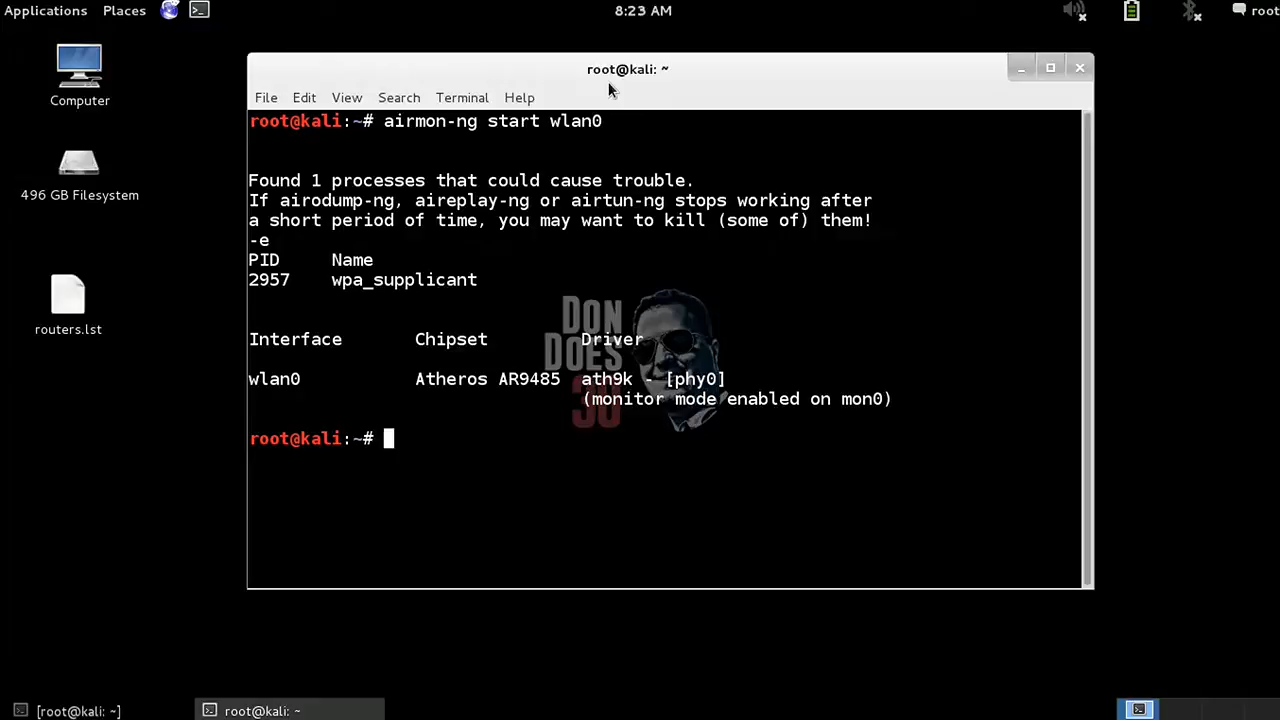 Applications Places 8:23 AM root
root@kali: ~
File Edit View Search Terminal Help
Computer
496 GB Filesystem
routers.lst
root@kali:~# airmon-ng start wlan0
Found 1 processes that could cause trouble.
If airodump-ng, aireplay-ng or airtun-ng stops working after
a short period of time, you may want to kill (some of) them!
-e
PID Name
2957 wpa_supplicant
Interface Chipset Driver
wlan0 Atheros AR9485 ath9k - [phy0]
(monitor mode enabled on mon0)
root@kali:~#
DON
DOES
30
[root@kali: ~] root@kali: ~